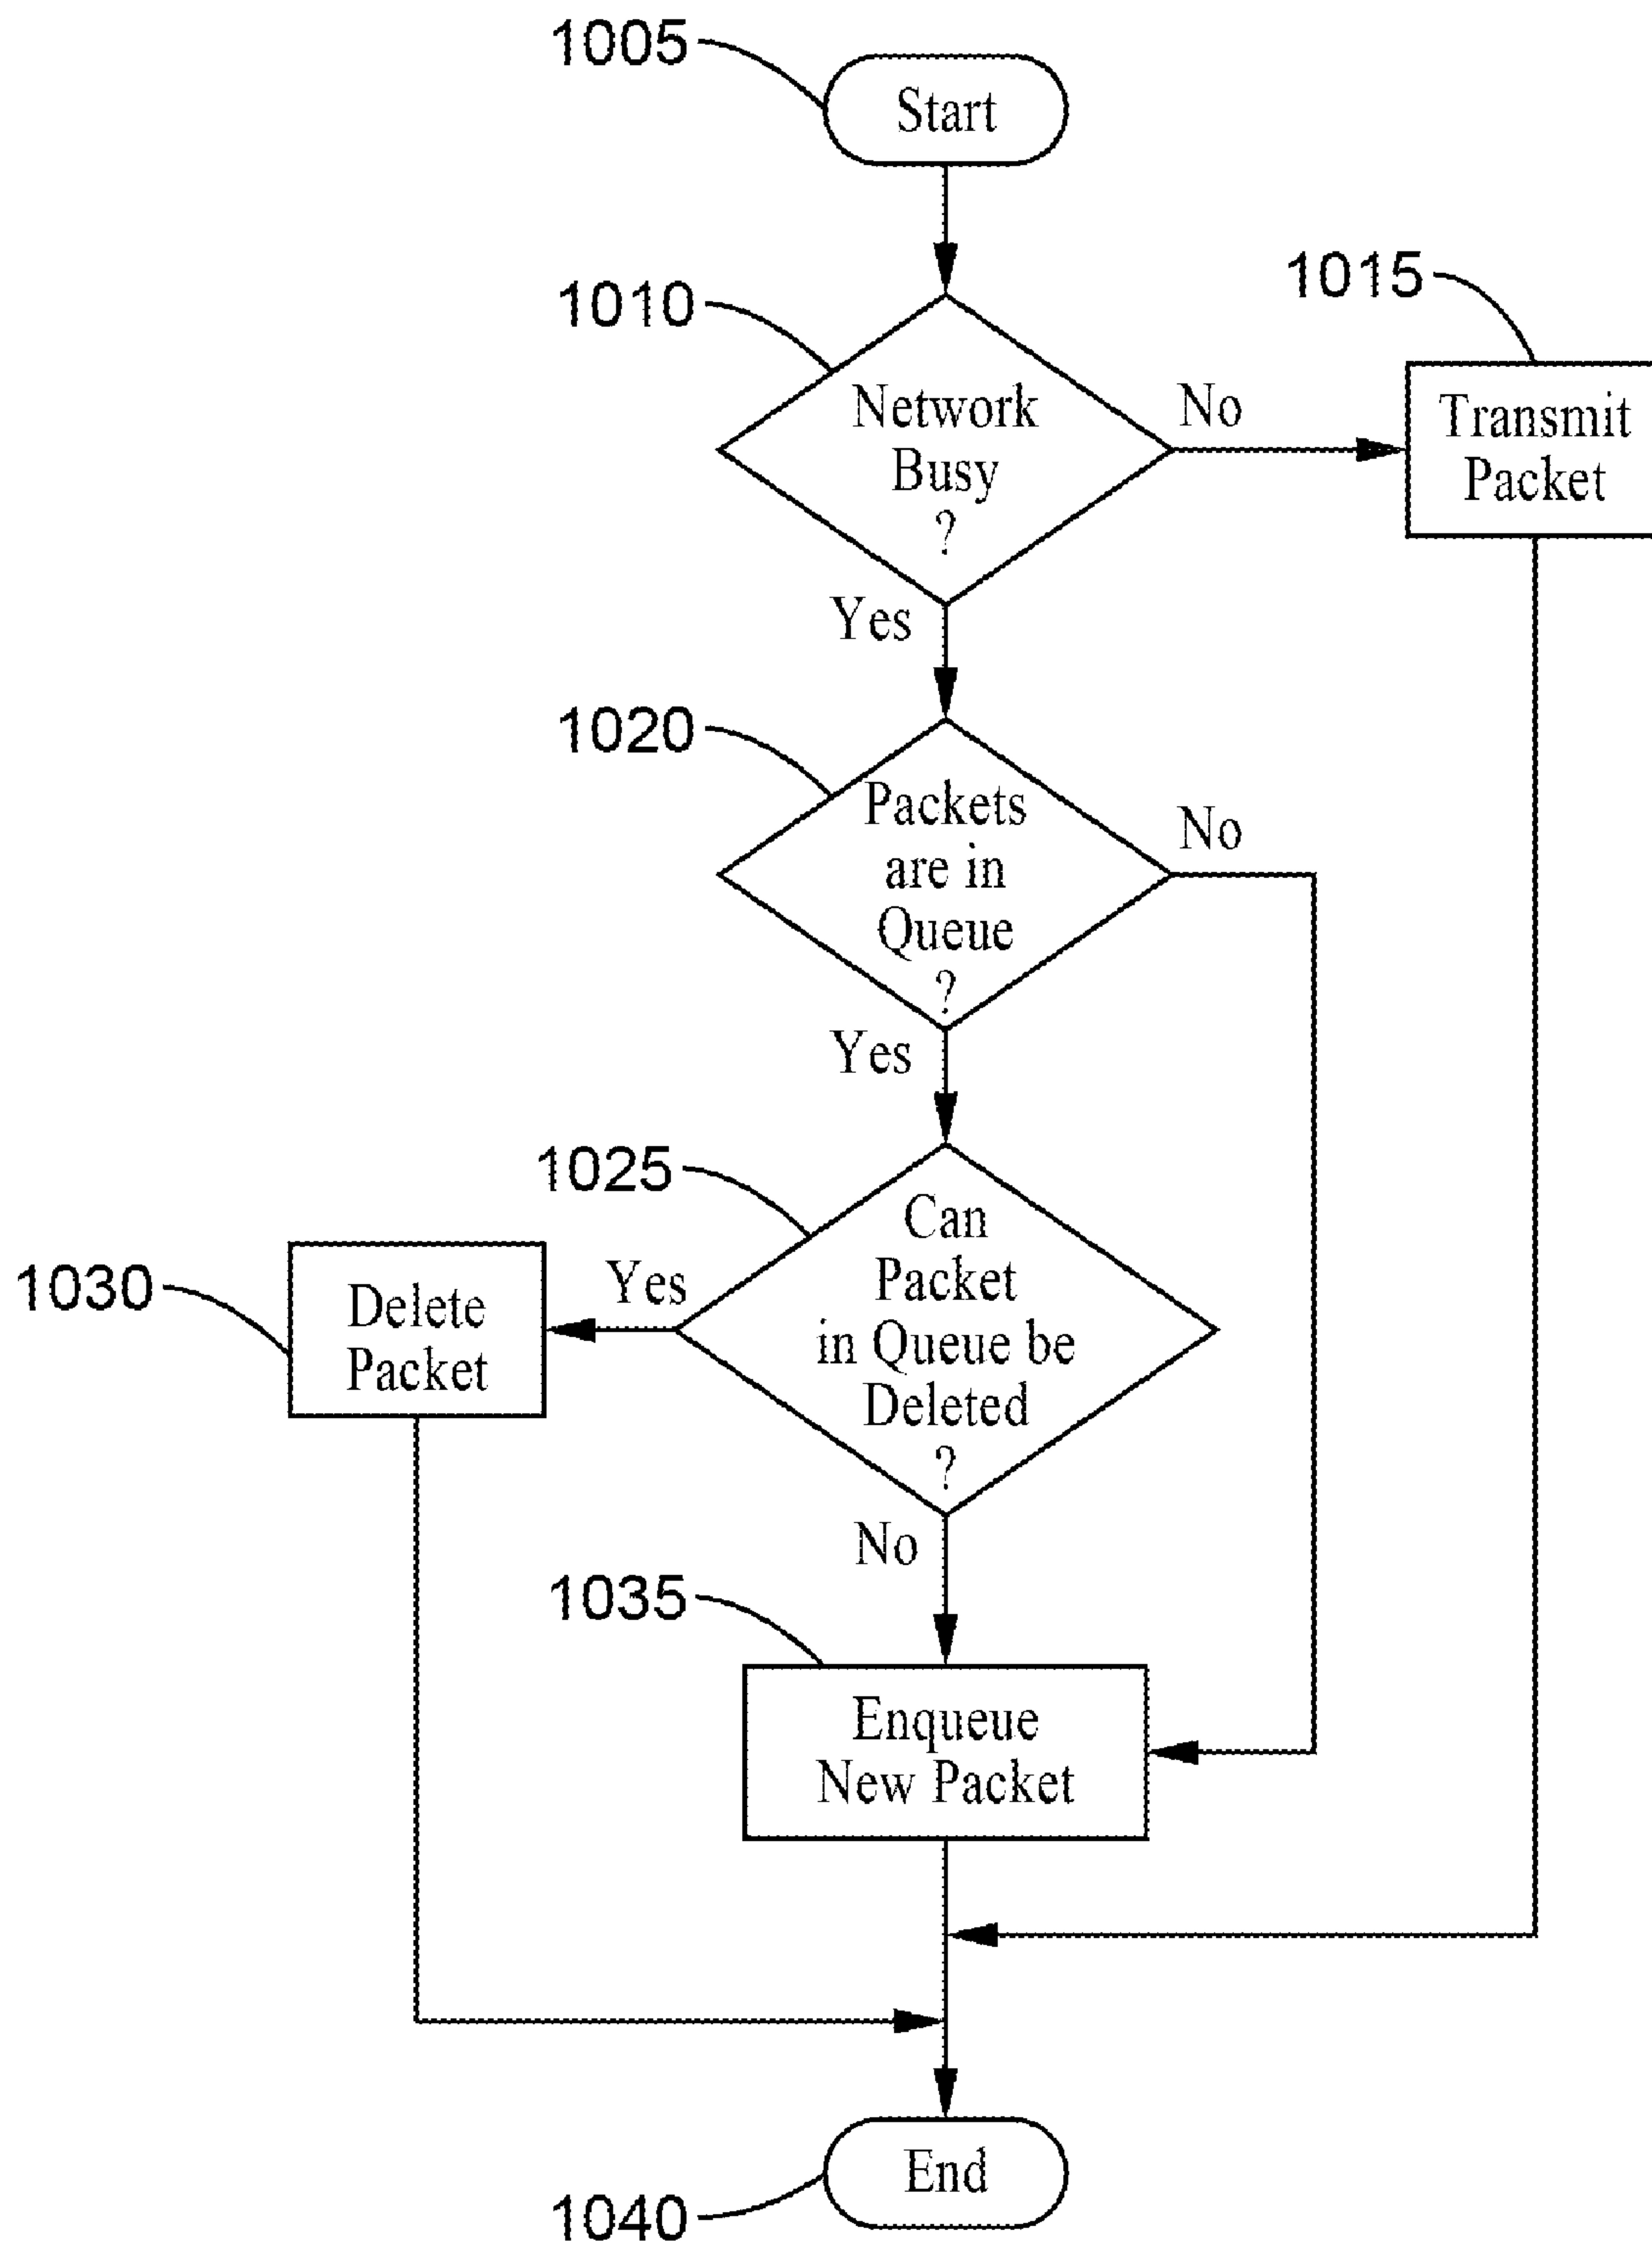 1005
Start
1010
Network
Busy
?
No
1015
Transmit
Packet
Yes
1020
Packets
are in
Queue
?
No
Yes
1025
Can
Packet
in Queue be
Deleted
?
Yes
1030
Delete
Packet
No
1035
Enqueue
New Packet
End
1040